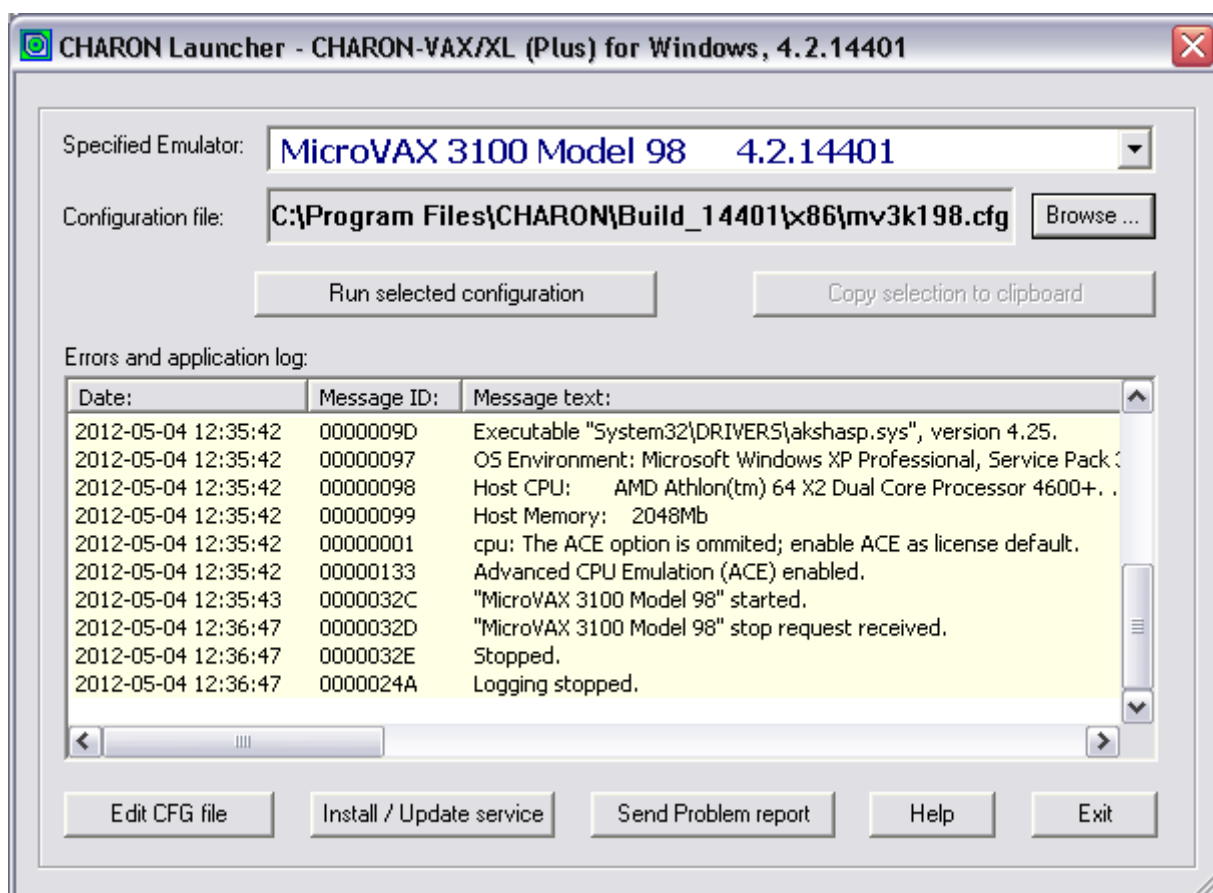 CHARON Launcher - CHARON-VAX/XL (Plus) for Windows, 4.2.14401
Specified Emulator: MicroVAX 3100 Model 98 4.2.14401
Configuration file: C:\Program Files\CHARON\Build_14401\x86\mv3k198.cfg Browse ...
Run selected configuration Copy selection to clipboard
Errors and application log:
Date: Message ID: Message text:
2012-05-04 12:35:42 0000009D Executable "System32\DRIVERS\akshasp.sys", version 4.25.
2012-05-04 12:35:42 00000097 OS Environment: Microsoft Windows XP Professional, Service Pack 3
2012-05-04 12:35:42 00000098 Host CPU: AMD Athlon(tm) 64 X2 Dual Core Processor 4600+. .
2012-05-04 12:35:42 00000099 Host Memory: 2048Mb
2012-05-04 12:35:42 00000001 cpu: The ACE option is ommited; enable ACE as license default.
2012-05-04 12:35:42 00000133 Advanced CPU Emulation (ACE) enabled.
2012-05-04 12:35:43 0000032C "MicroVAX 3100 Model 98" started.
2012-05-04 12:36:47 0000032D "MicroVAX 3100 Model 98" stop request received.
2012-05-04 12:36:47 0000032E Stopped.
2012-05-04 12:36:47 0000024A Logging stopped.
Edit CFG file Install / Update service Send Problem report Help Exit